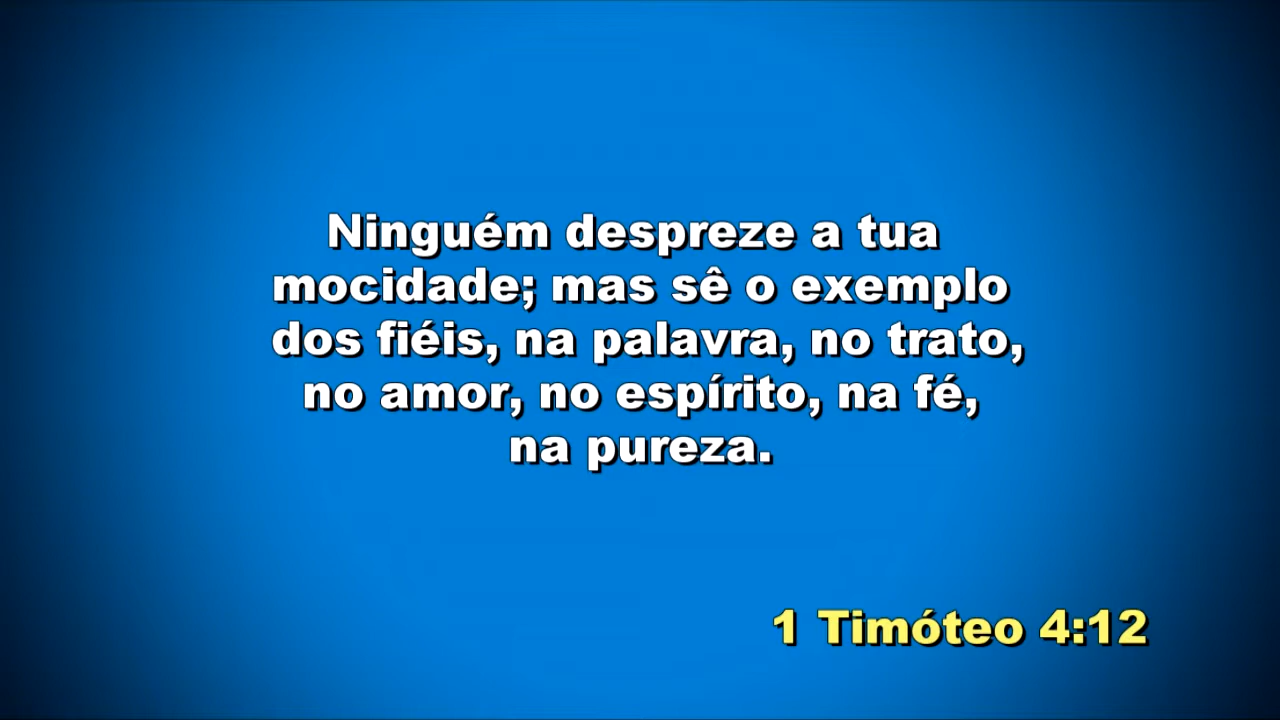 Ninguém despreze a tua
mocidade; mas sê o exemplo
dos fiéis, na palavra, no trato,
no amor, no espírito, na fé,
na pureza.
1 Timóteo 4:12